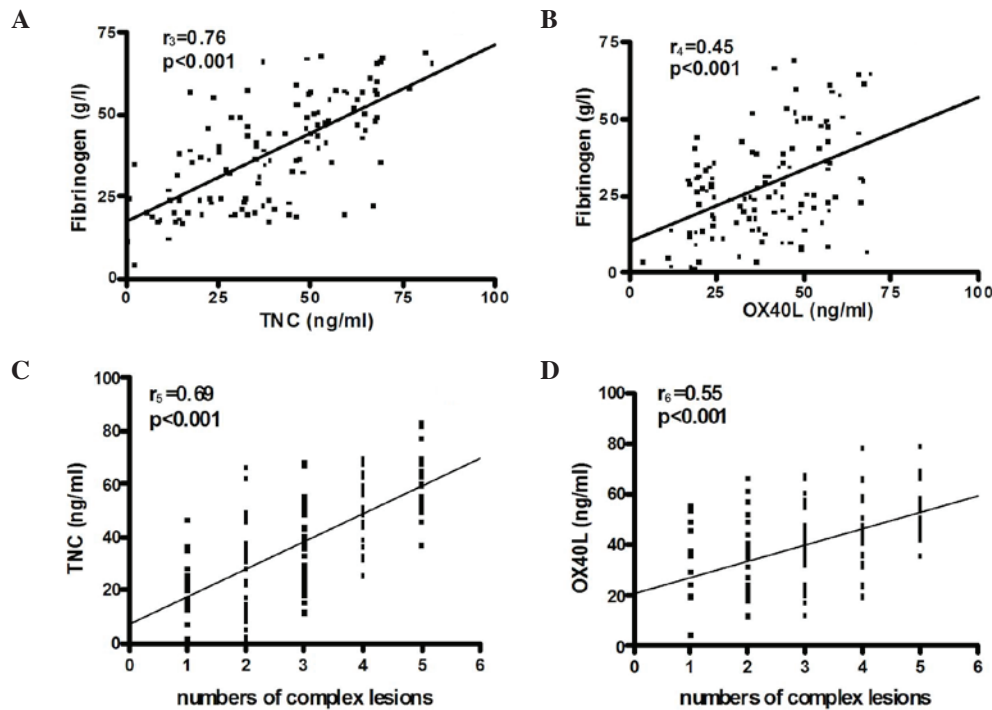 A
r₃=0.76
p<0.001
Fibrinogen (g/l)
75
50
25
0
0 25 50 75 100
TNC (ng/ml)
B
r₄=0.45
p<0.001
Fibrinogen (g/l)
75
50
25
0
0 25 50 75 100
OX40L (ng/ml)
C
r₅=0.69
p<0.001
TNC (ng/ml)
100
80
60
40
20
0
0 1 2 3 4 5 6
numbers of complex lesions
D
r₆=0.55
p<0.001
OX40L (ng/ml)
100
80
60
40
20
0
0 1 2 3 4 5 6
numbers of complex lesions